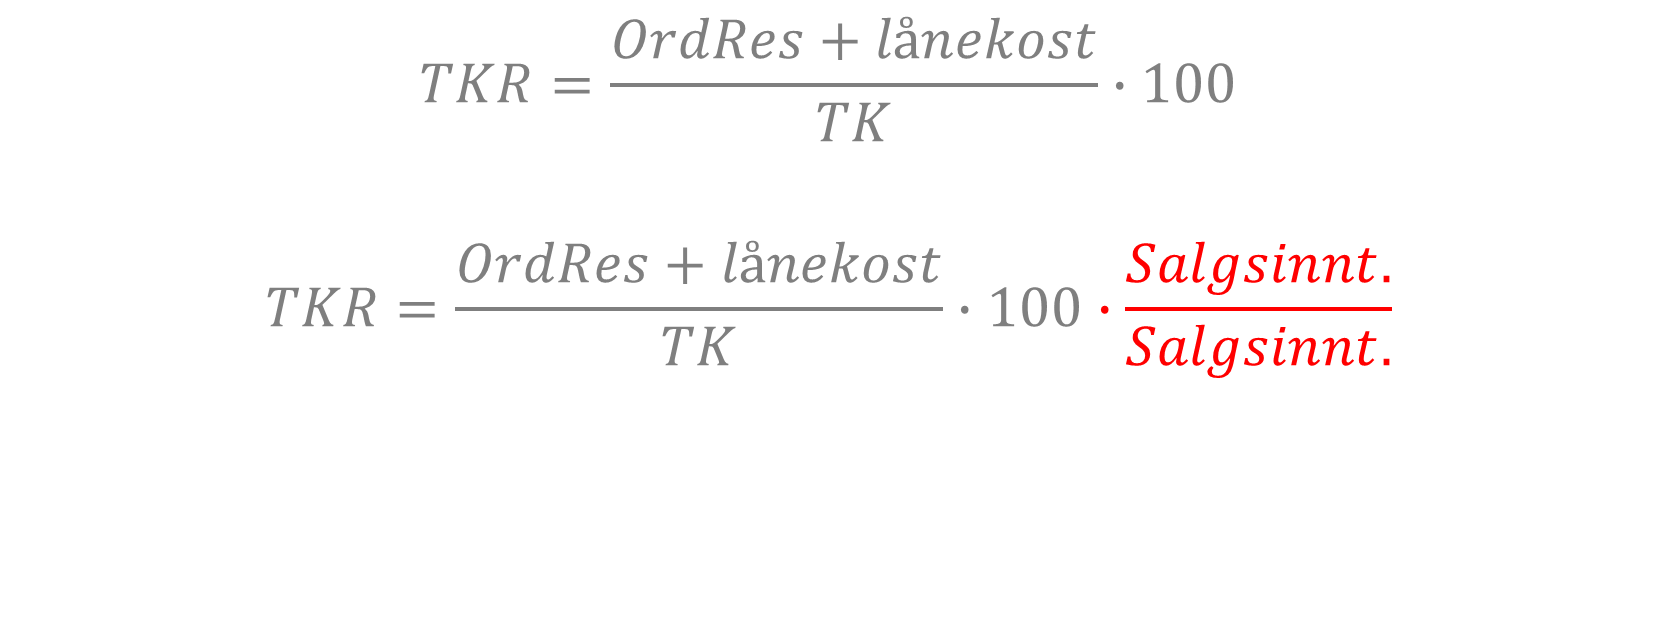 TKR = (OrdRes + lånekost) / TK · 100
TKR = (OrdRes + lånekost) / TK · 100 · Salgsinnt. / Salgsinnt.